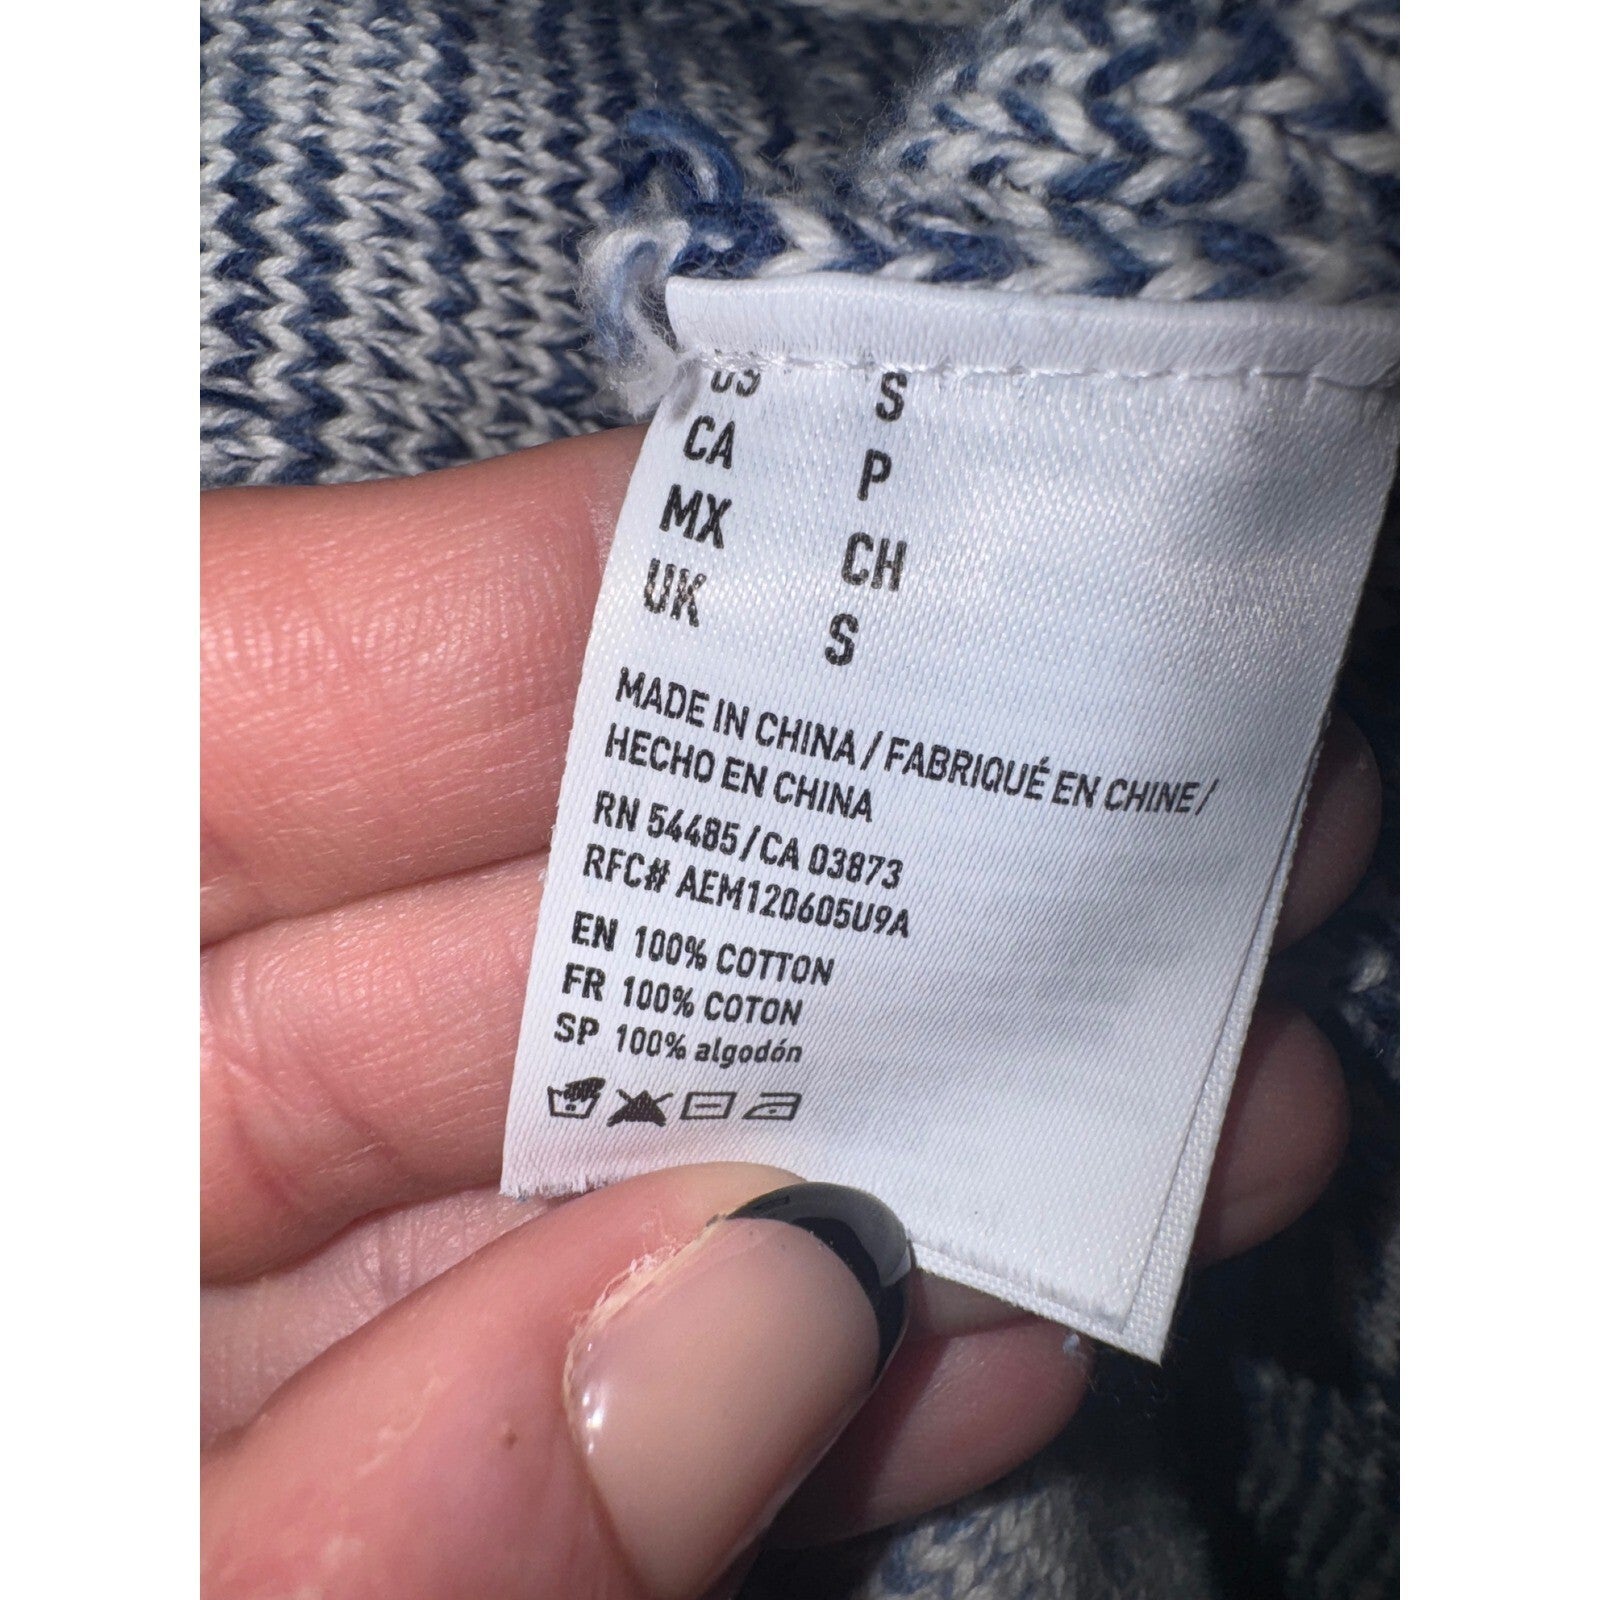 US S
CA P
MX CH
UK S
MADE IN CHINA / FABRIQUÉ EN CHINE /
HECHO EN CHINA
RN 54485 / CA 03873
RFC# AEM120605U9A
EN 100% COTTON
FR 100% COTON
SP 100% algodón